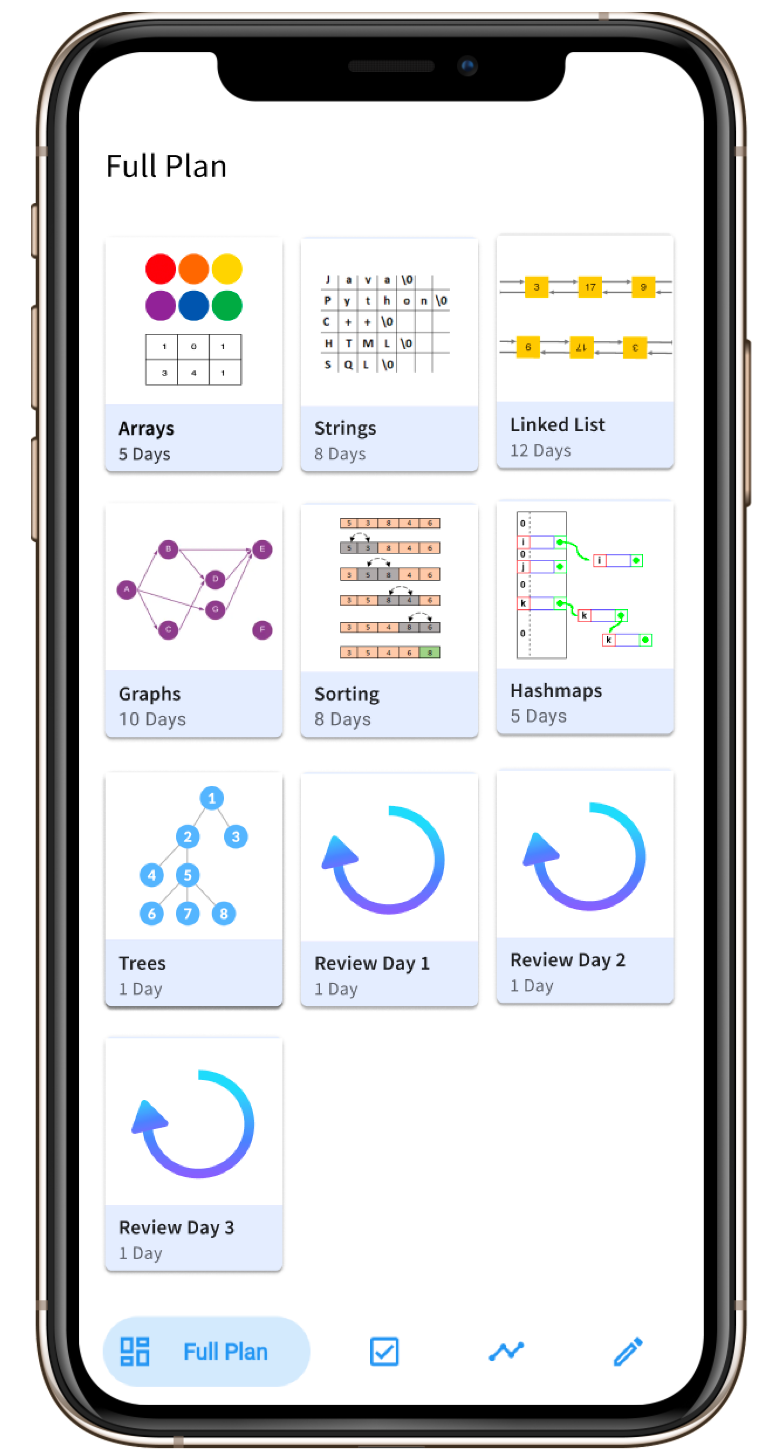 Full Plan
1 0 1
3 4 1
Arrays
5 Days
J a v a \0
P y t h o n \0
C + + \0
H T M L \0
S Q L \0
Strings
8 Days
3 17 9
9 17 3
Linked List
12 Days
B E
A D
G
C F
Graphs
10 Days
5 3 8 4 6
5 3 8 4 6
3 5 8 4 6
3 5 8 4 6
3 5 4 8 6
3 5 4 6 8
Sorting
8 Days
0
i
0
j
0
k
0
i
k
k
Hashmaps
5 Days
1
2 3
4 5
6 7 8
Trees
1 Day
Review Day 1
1 Day
Review Day 2
1 Day
Review Day 3
1 Day
Full Plan